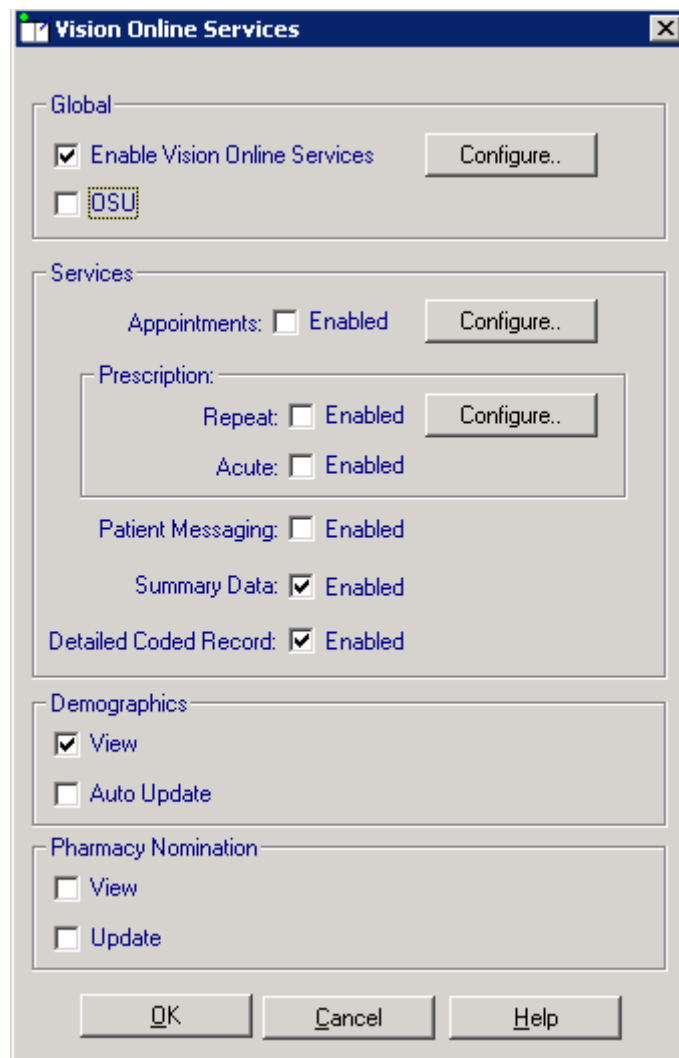 Vision Online Services
Global
Enable Vision Online Services Configure..
OSU
Services
Appointments: Enabled Configure..
Prescription:
Repeat: Enabled Configure..
Acute: Enabled
Patient Messaging: Enabled
Summary Data: Enabled
Detailed Coded Record: Enabled
Demographics
View
Auto Update
Pharmacy Nomination
View
Update
OK Cancel Help